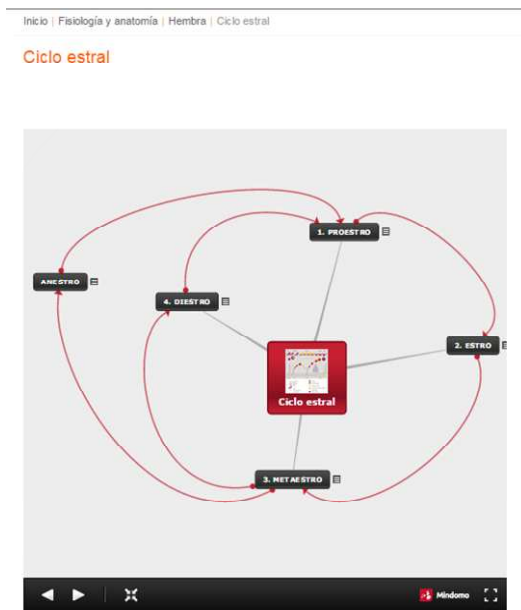 Inicio | Fisiología y anatomía | Hembra | Ciclo estral
Ciclo estral
1. PROESTRO
ANESTRO
4. DIESTRO
2. ESTRO
Ciclo estral
3. METAESTRO
Mindomo